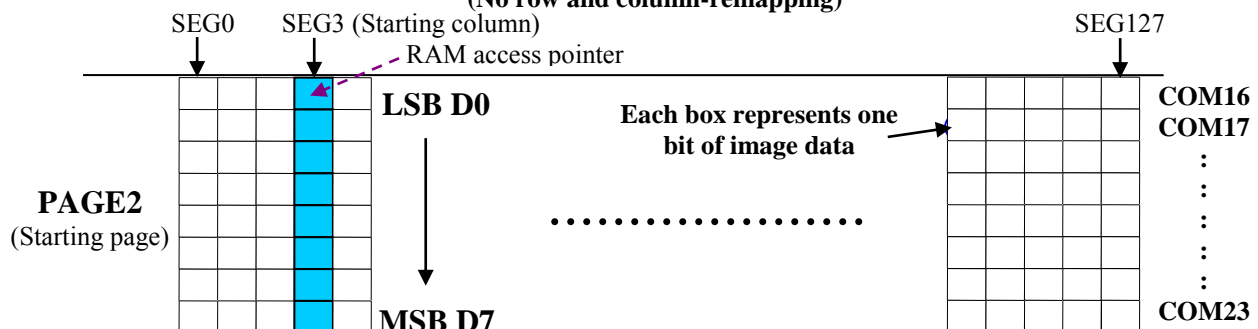 (No row and column-remapping)
SEG0 SEG3 (Starting column) SEG127
RAM access pointer
LSB D0
Each box represents one
bit of image data
COM16
COM17
:
:
:
:
:
COM23
PAGE2
(Starting page)
.....................
MSB D7